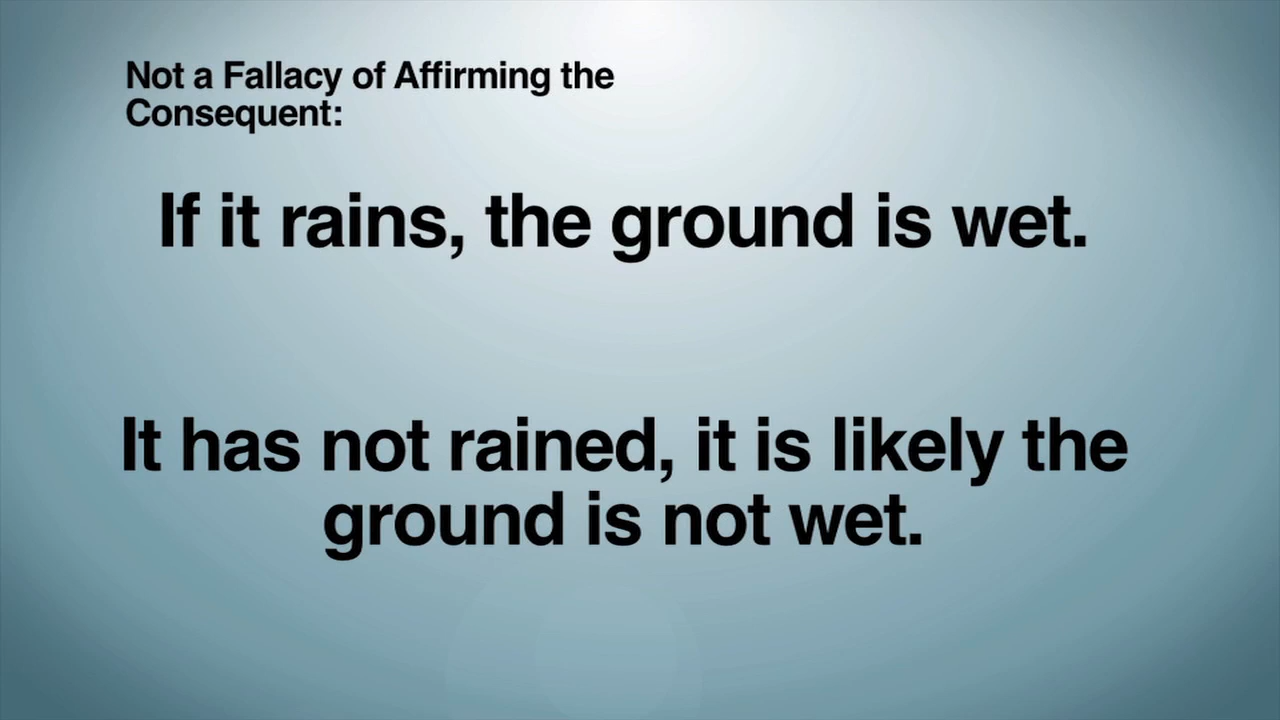 Not a Fallacy of Affirming the
Consequent:
If it rains, the ground is wet.
It has not rained, it is likely the
ground is not wet.